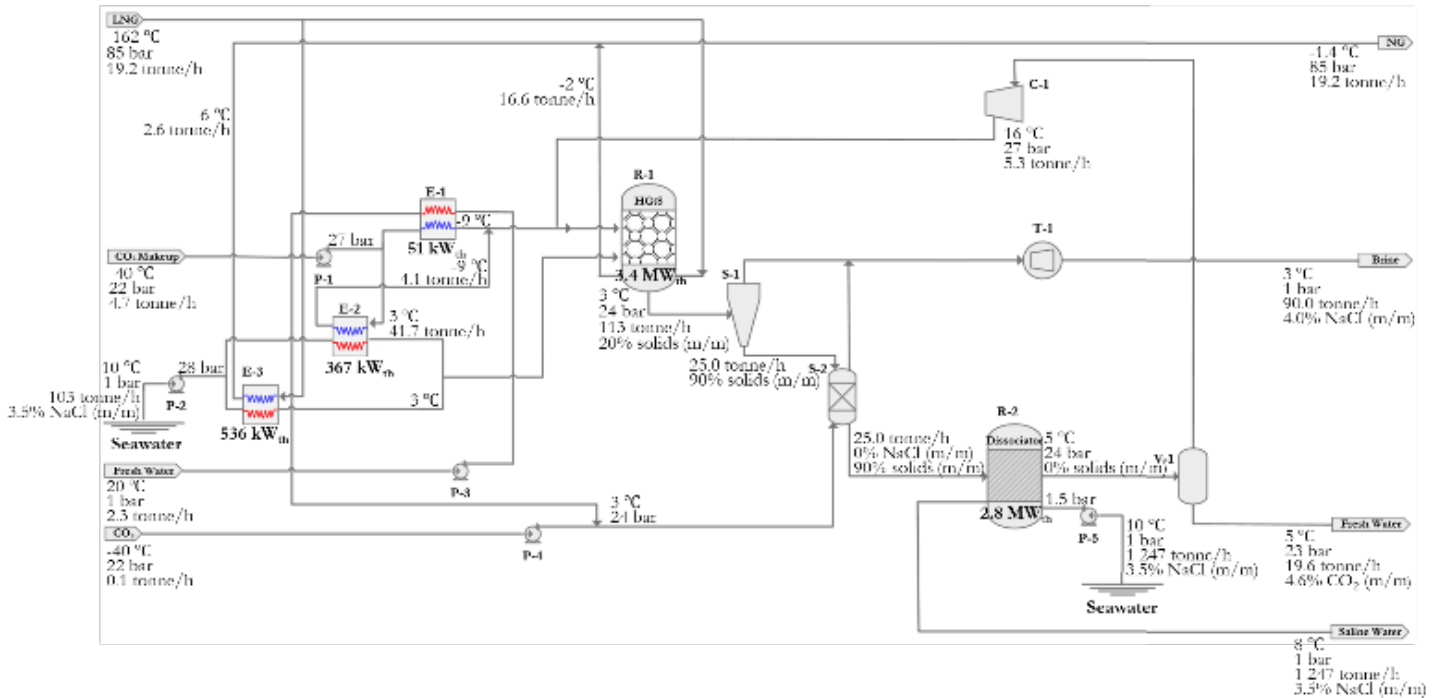 LNG
162 °C
85 bar
19.2 tonne/h
NG
-1.4 °C
85 bar
19.2 tonne/h
-2 °C
16.6 tonne/h
6 °C
2.6 tonne/h
C-1
16 °C
27 bar
5.3 tonne/h
R-1
E-1
-9 °C
51 kWth
27 bar
CO₂ Makeup
40 °C
22 bar
4.7 tonne/h
P-1
-9 °C
4.1 tonne/h
3.4 MWth
3 °C
24 bar
113 tonne/h
20% solids (m/m)
S-1
T-1
Brine
3 °C
1 bar
90.0 tonne/h
4.0% NaCl (m/m)
E-2
3 °C
41.7 tonne/h
367 kWth
10 °C
1 bar
103 tonne/h
3.5% NaCl (m/m)
28 bar
P-2
E-3
3 °C
536 kWth
Seawater
25.0 tonne/h
90% solids (m/m)
S-2
Fresh Water
20 °C
1 bar
2.3 tonne/h
P-3
CO₂
-40 °C
22 bar
0.1 tonne/h
P-4
3 °C
24 bar
25.0 tonne/h
0% NaCl (m/m)
90% solids (m/m)
R-2
Dissociator
2.8 MWth
5 °C
24 bar
0% solids (m/m)
V-1
1.5 bar
P-5
10 °C
1 bar
1 247 tonne/h
3.5% NaCl (m/m)
Seawater
Fresh Water
5 °C
23 bar
19.6 tonne/h
4.6% CO₂ (m/m)
Saline Water
8 °C
1 bar
1 247 tonne/h
3.5% NaCl (m/m)